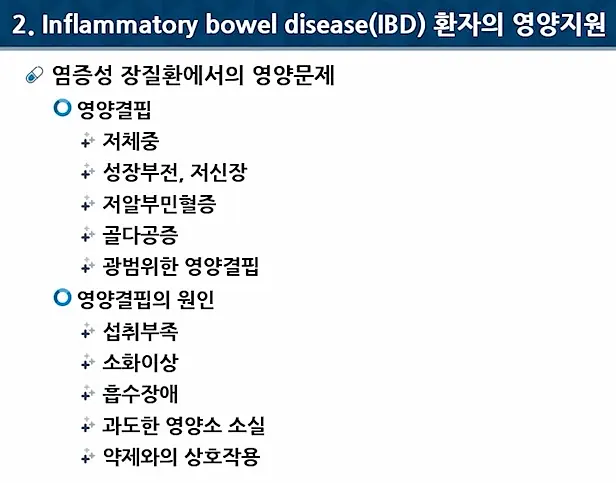 2. Inflammatory bowel disease(IBD) 환자의 영양지원
염증성 장질환에서의 영양문제
영양결핍
저체중
성장부전, 저신장
저알부민혈증
골다공증
광범위한 영양결핍
영양결핍의 원인
섭취부족
소화이상
흡수장애
과도한 영양소 소실
약제와의 상호작용